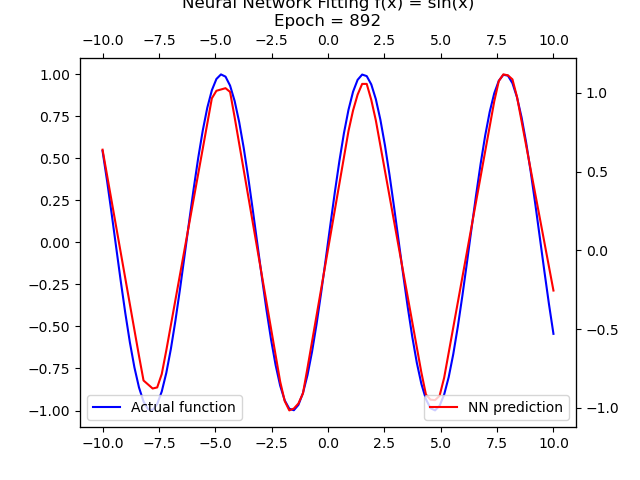 Neural Network Fitting f(x) = sin(x)
Epoch = 892
−10.0 −7.5 −5.0 −2.5 0.0 2.5 5.0 7.5 10.0
1.00
0.75
0.50
0.25
0.00
−0.25
−0.50
−0.75
−1.00
1.0
0.5
0.0
−0.5
−1.0
Actual function
NN prediction
−10.0 −7.5 −5.0 −2.5 0.0 2.5 5.0 7.5 10.0